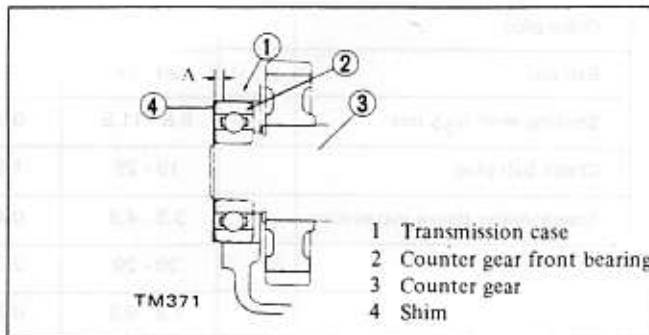 1
2
A
4
3
1 Transmission case
2 Counter gear front bearing
3 Counter gear
4 Shim
TM371